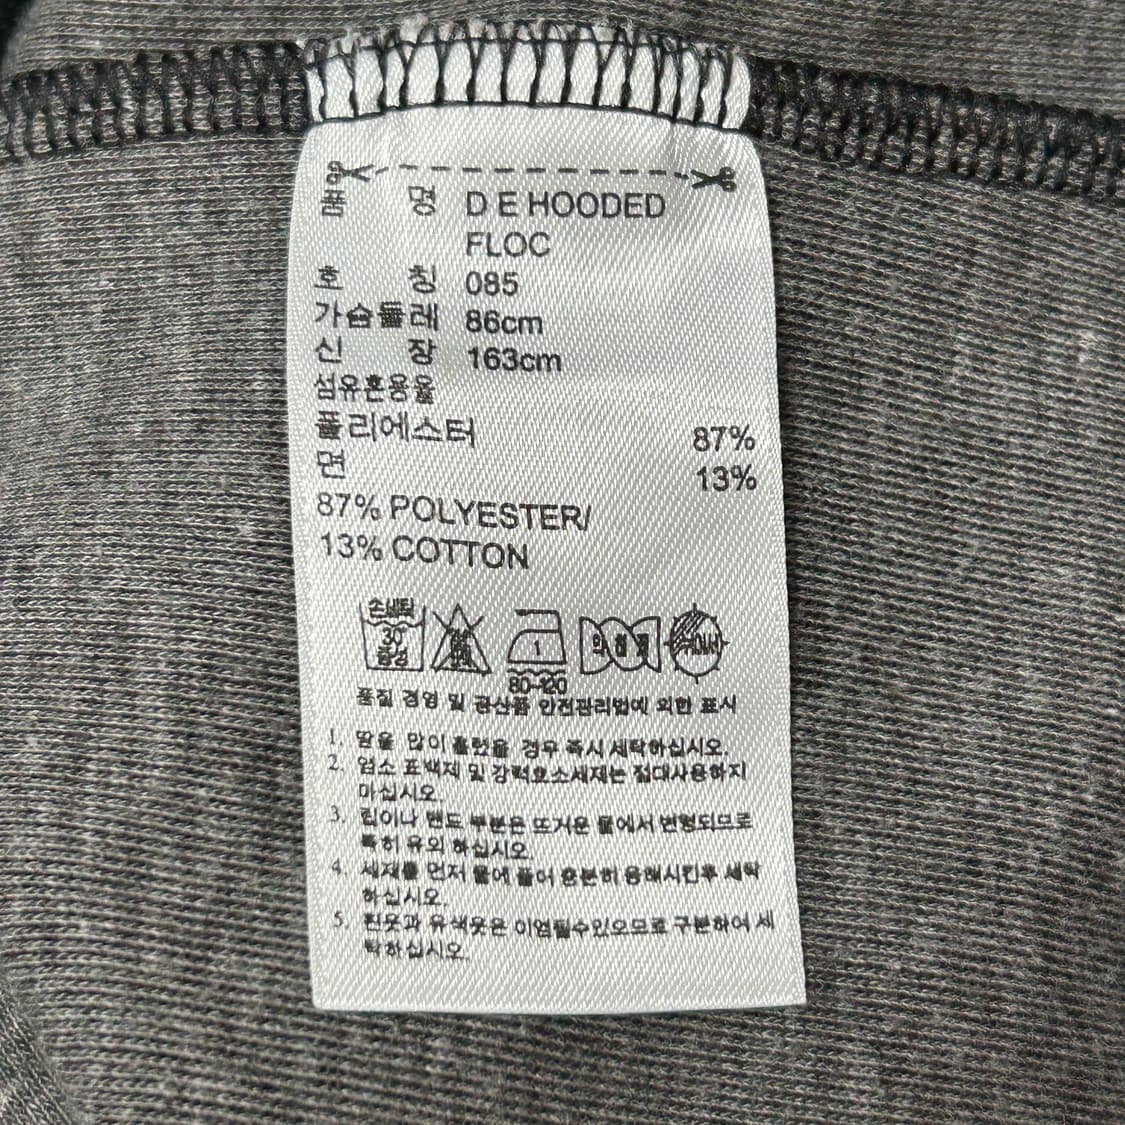 품 명 D E HOODED
FLOC
호 칭 085
가슴둘레 86cm
신 장 163cm
섬유혼용율
폴리에스터 87%
면 13%
87% POLYESTER/
13% COTTON
손세탁
30°
중성
1
80~120
품질 경영 및 공산품 안전관리법에 의한 표시
1. 땀을 많이 흘렸을 경우 즉시 세탁하십시오.
2. 염소 표백제 및 강력효소세제는 절대사용하지
마십시오.
3. 립이나 밴드 부분은 뜨거운 물에서 변형되므로
특히 유의 하십시오.
4. 세제를 먼저 물에 풀어 충분히 용해시킨후 세탁
하십시오.
5. 흰옷과 유색옷은 이염될수있으므로 구분하여 세
탁하십시오.